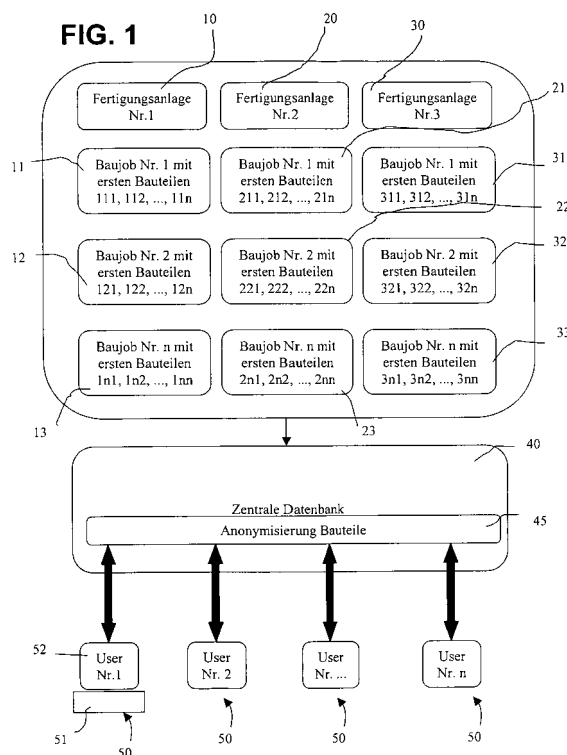 FIG. 1
10
20
30
Fertigungsanlage
Nr.1
Fertigungsanlage
Nr.2
Fertigungsanlage
Nr.3
21
11
Baujob Nr. 1 mit
ersten Bauteilen
111, 112, ..., 11n
Baujob Nr. 1 mit
ersten Bauteilen
211, 212, ..., 21n
Baujob Nr. 1 mit
ersten Bauteilen
311, 312, ..., 31n
31
22
12
Baujob Nr. 2 mit
ersten Bauteilen
121, 122, ..., 12n
Baujob Nr. 2 mit
ersten Bauteilen
221, 222, ..., 22n
Baujob Nr. 2 mit
ersten Bauteilen
321, 322, ..., 32n
32
Baujob Nr. n mit
ersten Bauteilen
1n1, 1n2, ..., 1nn
Baujob Nr. n mit
ersten Bauteilen
2n1, 2n2, ..., 2nn
Baujob Nr. n mit
ersten Bauteilen
3n1, 3n2, ..., 3nn
33
13
23
40
Zentrale Datenbank
45
Anonymisierung Bauteile
52
User
Nr.1
User
Nr. 2
User
Nr. ...
User
Nr. n
51
50
50
50
50